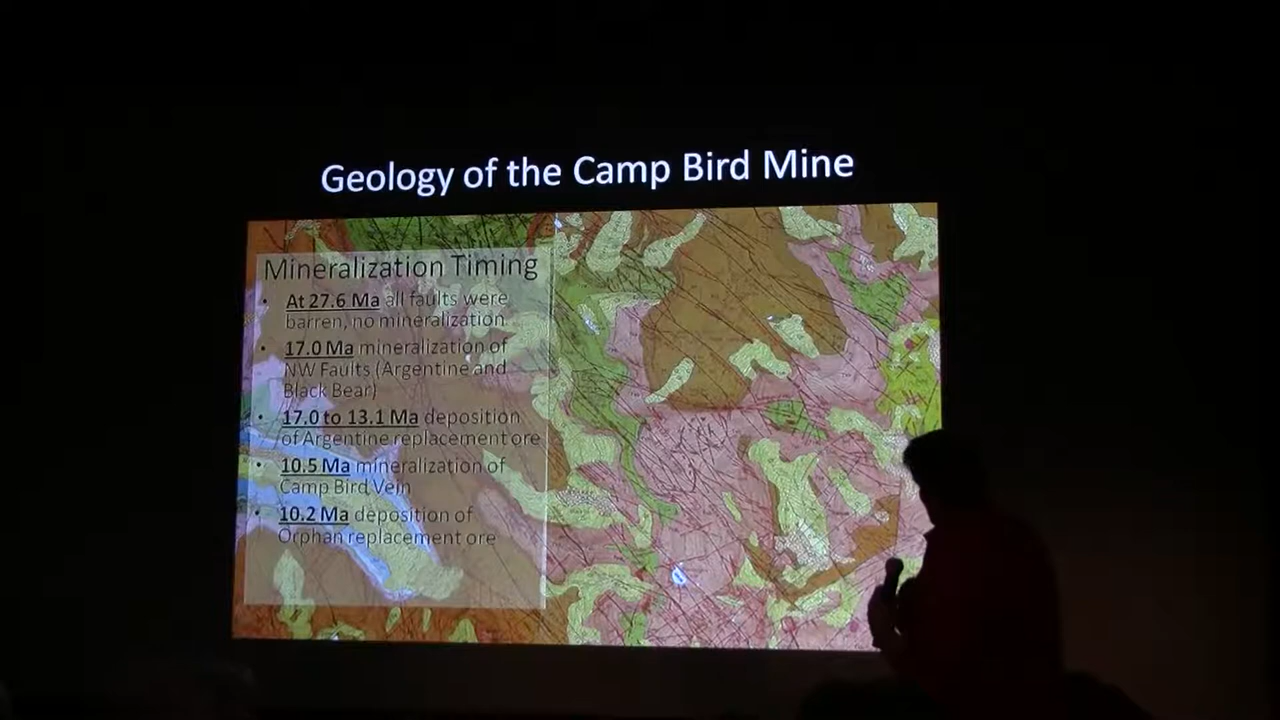 Geology of the Camp Bird Mine
Mineralization Timing
• At 27.6 Ma all faults were
barren, no mineralization
• 17.0 Ma mineralization of
NW Faults (Argentine and
Black Bear)
• 17.0 to 13.1 Ma deposition
of Argentine replacement ore
• 10.5 Ma mineralization of
Camp Bird Vein
• 10.2 Ma deposition of
Orphan replacement ore